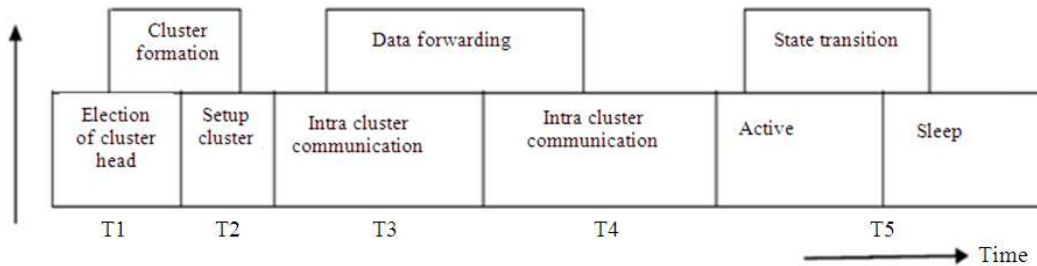 Cluster
formation
Data forwarding
State transition
Election
of cluster
head
Setup
cluster
Intra cluster
communication
Intra cluster
communication
Active
Sleep
T1
T2
T3
T4
T5
Time